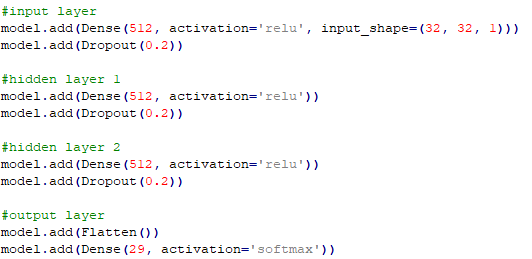 #input layer
model.add(Dense(512, activation='relu', input_shape=(32, 32, 1)))
model.add(Dropout(0.2))
#hidden layer 1
model.add(Dense(512, activation='relu'))
model.add(Dropout(0.2))
#hidden layer 2
model.add(Dense(512, activation='relu'))
model.add(Dropout(0.2))
#output layer
model.add(Flatten())
model.add(Dense(29, activation='softmax'))